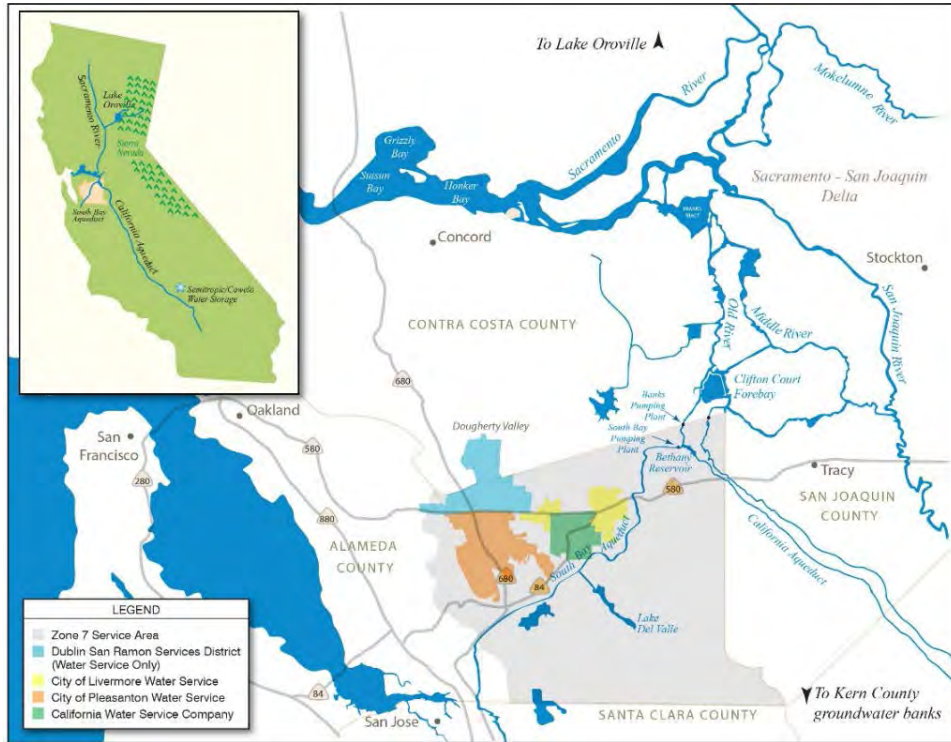 Sacramento River
Lake
Oroville
Sierra
Nevada
South Bay
Aqueduct
California Aqueduct
Semitropic/Cawelo
Water Storage
To Lake Oroville
Sacramento
River
Mokelumne
River
Grizzly
Bay
Suisun
Bay
Honker
Bay
Sacramento - San Joaquin
Delta
FRANKS
TRACT
Concord
Stockton
CONTRA COSTA COUNTY
Old River
Middle River
San Joaquin River
680
Clifton Court
Forebay
Banks
Pumping
Plant
South Bay
Pumping
Plant
Bethany
Reservoir
Oakland
San
Francisco
280
580
880
Dougherty Valley
580
Tracy
SAN JOAQUIN
COUNTY
ALAMEDA
COUNTY
680
84
South Bay Aqueduct
California Aqueduct
Lake
Del Valle
LEGEND
Zone 7 Service Area
Dublin San Ramon Services District
(Water Service Only)
City of Livermore Water Service
City of Pleasanton Water Service
California Water Service Company
84
San Jose
SANTA CLARA COUNTY
To Kern County
groundwater banks